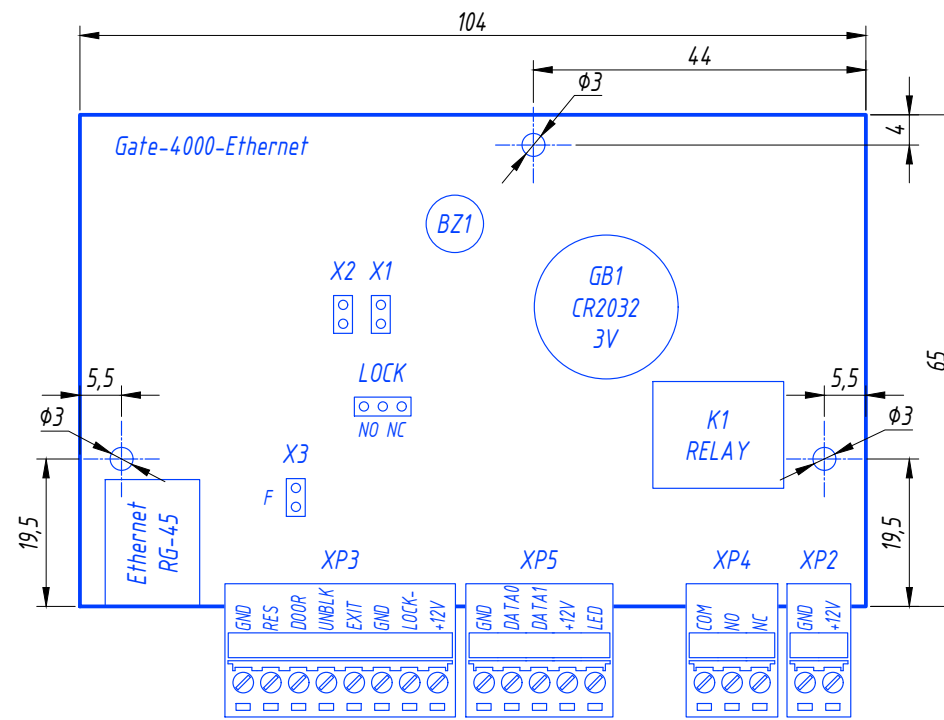 104
44
ϕ3
4
Gate-4000-Ethernet
BZ1
X2 X1
GB1
CR2032
3V
65
5,5
LOCK
5,5
NO NC
K1
RELAY
ϕ3
ϕ3
X3
F
19,5
Ethernet
RG-45
19,5
XP3
XP5
XP4
XP2
GND
RES
DOOR
UNBLK
EXIT
GND
LOCK-
+12V
GND
DATA0
DATA1
+12V
LED
COM
NO
NC
GND
+12V